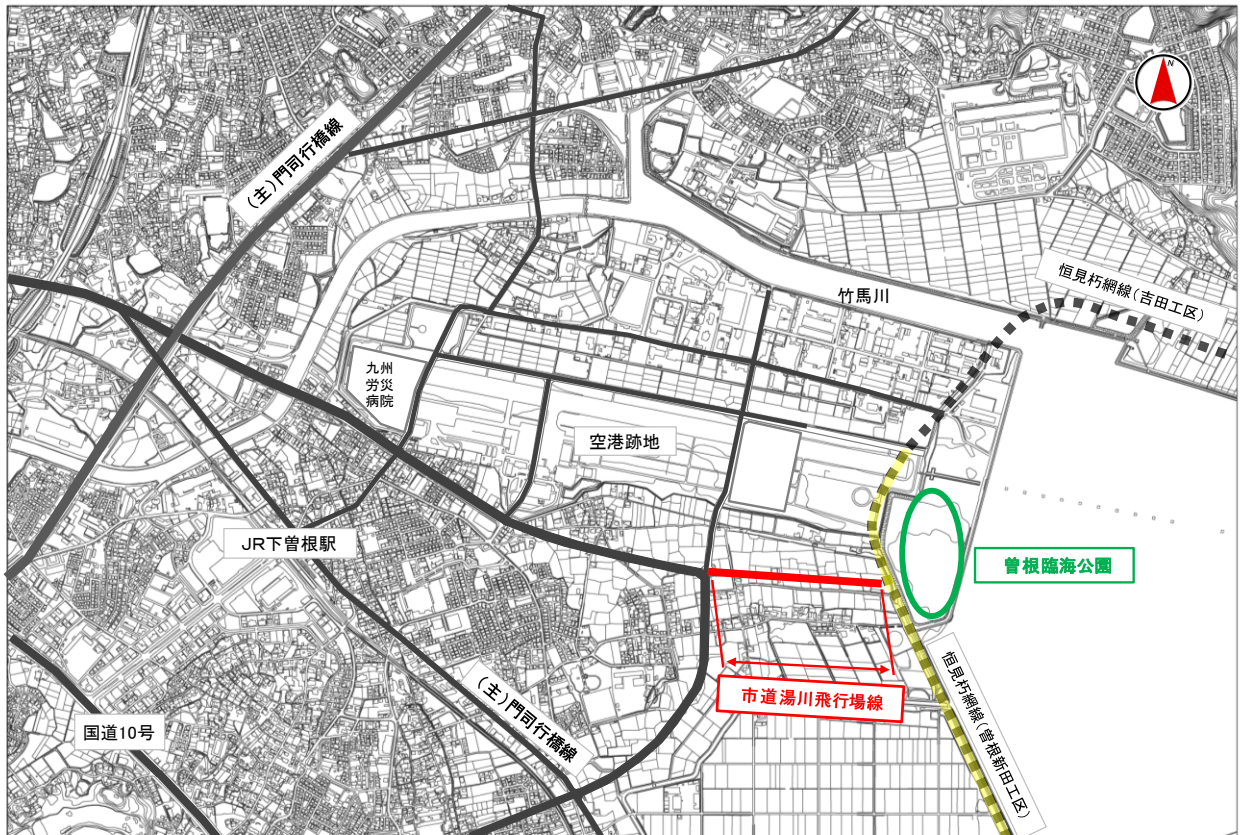 N
(主)門司行橋線
恒見朽網線(吉田工区)
竹馬川
九州
労災
病院
空港跡地
JR下曽根駅
曽根臨海公園
市道湯川飛行場線
恒見朽網線(曽根新田工区)
(主)門司行橋線
国道10号